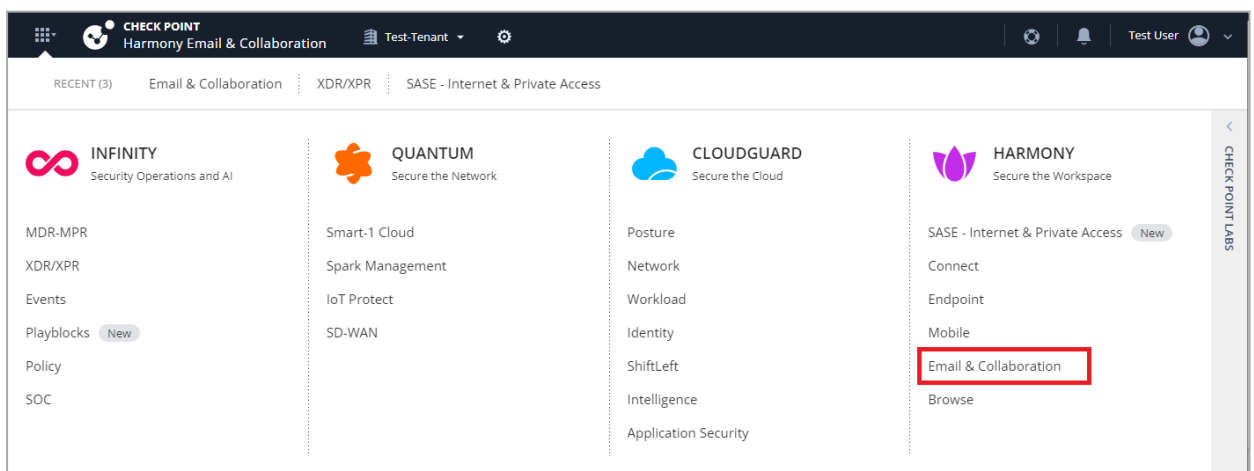 CHECK POINT
Harmony Email & Collaboration
Test-Tenant
Test User
RECENT (3) Email & Collaboration XDR/XPR SASE - Internet & Private Access
INFINITY
Security Operations and AI
MDR-MPR
XDR/XPR
Events
Playblocks New
Policy
SOC
QUANTUM
Secure the Network
Smart-1 Cloud
Spark Management
IoT Protect
SD-WAN
CLOUDGUARD
Secure the Cloud
Posture
Network
Workload
Identity
ShiftLeft
Intelligence
Application Security
HARMONY
Secure the Workspace
SASE - Internet & Private Access New
Connect
Endpoint
Mobile
Email & Collaboration
Browse
CHECK POINT LABS